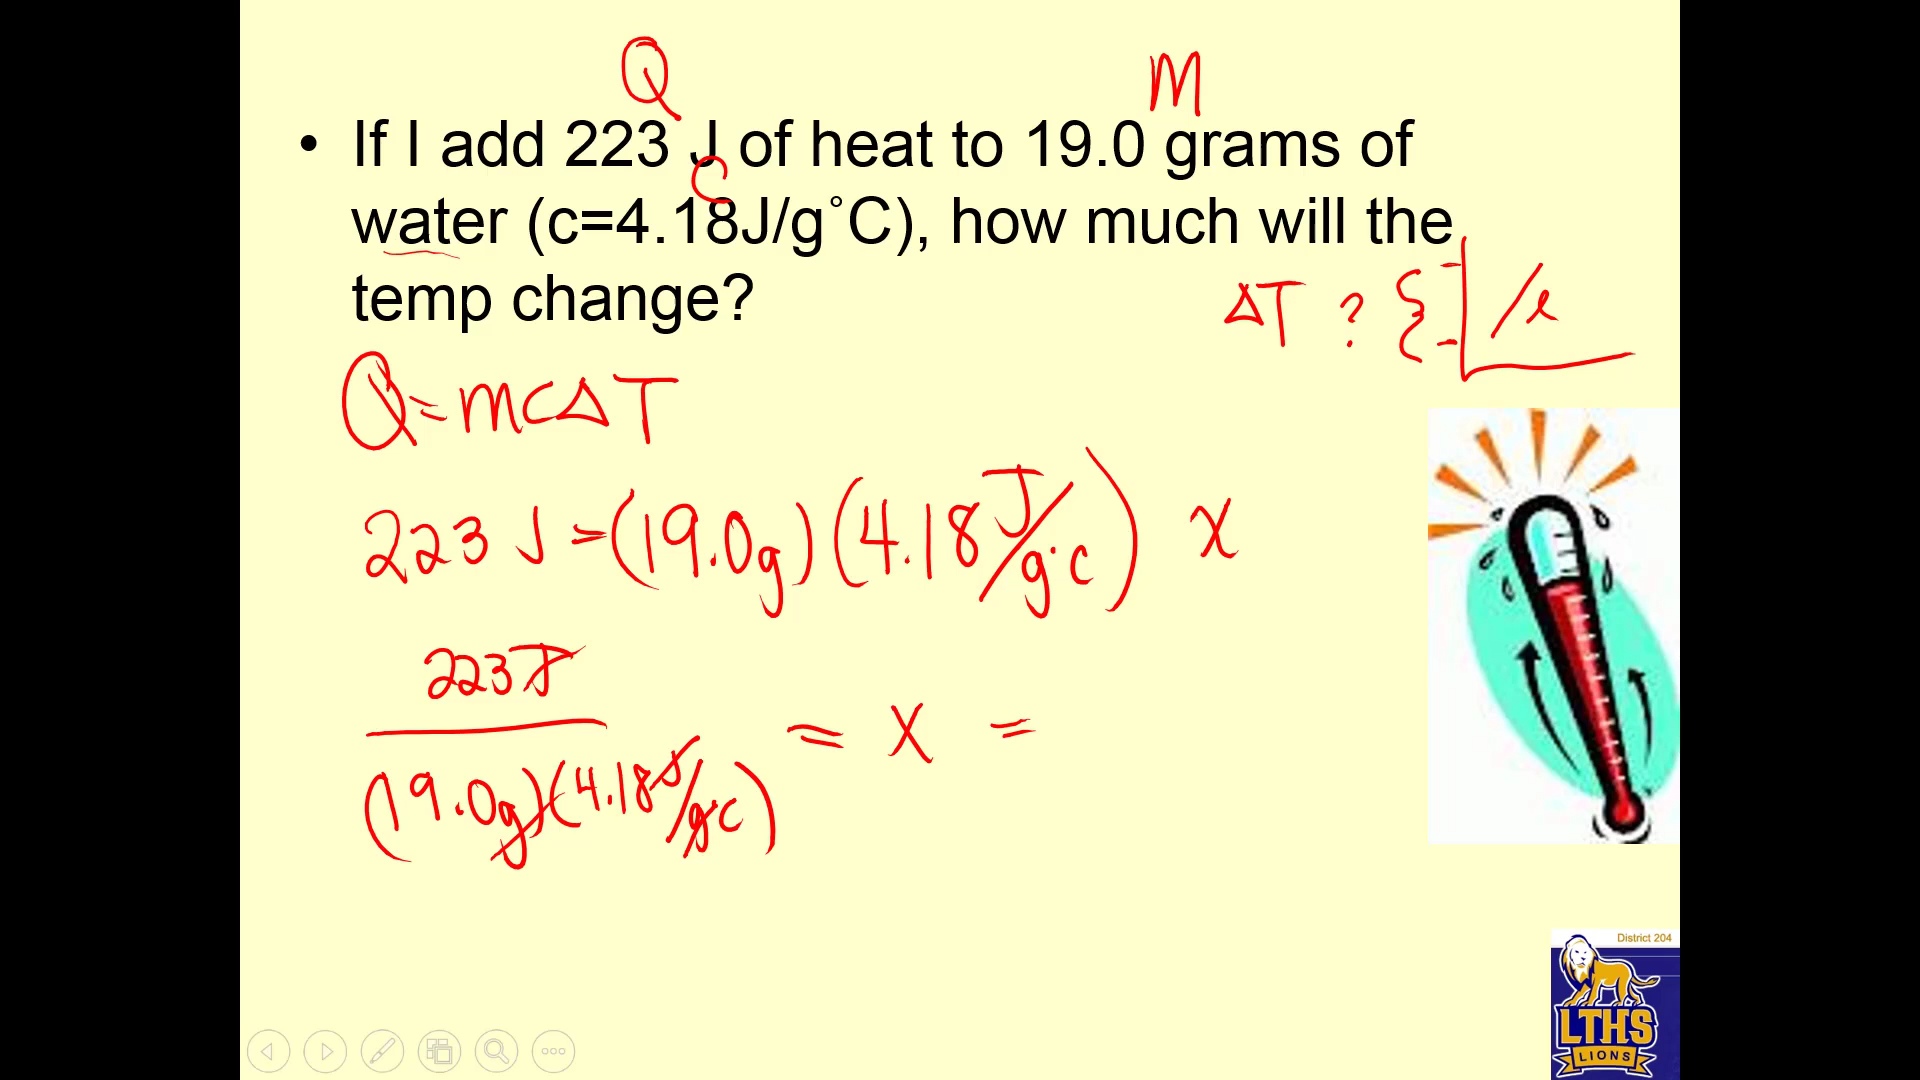 Q M
• If I add 223 J of heat to 19.0 grams of
C
water (c=4.18J/g˚C), how much will the
temp change?
ΔT ?
Q = mcΔT
223 J = (19.0g)(4.18 J/g°C) x
223J
(19.0g)(4.18J/g°C) = x =
District 204
LTHS
LIONS